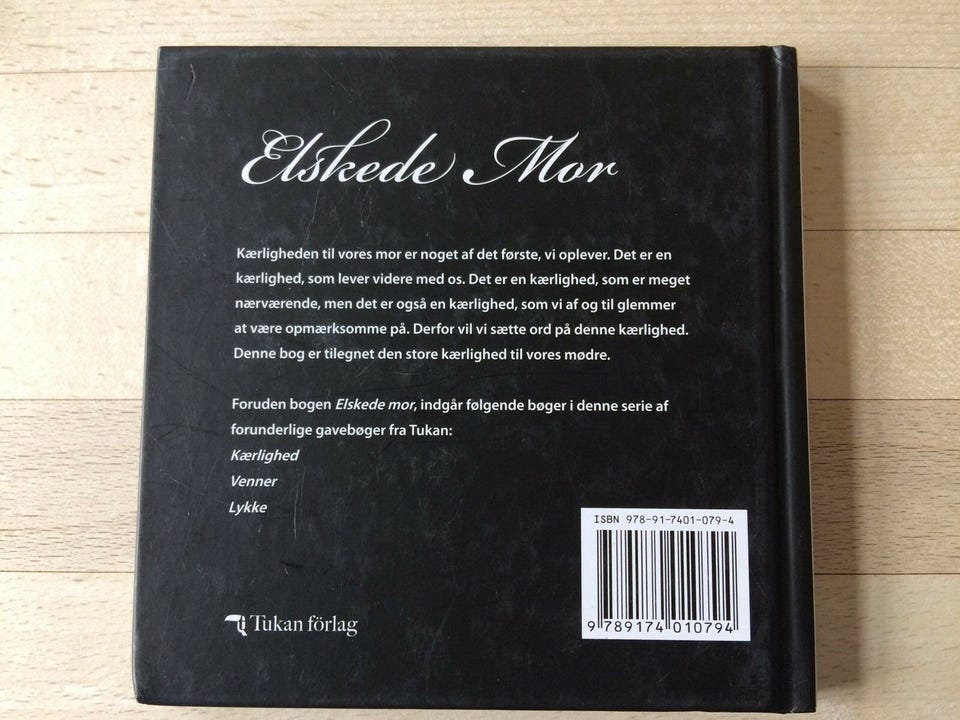 Elskede Mor
Kærligheden til vores mor er noget af det første, vi oplever. Det er en
kærlighed, som lever videre med os. Det er en kærlighed, som er meget
nærværende, men det er også en kærlighed, som vi af og til glemmer
at være opmærksomme på. Derfor vil vi sætte ord på denne kærlighed.
Denne bog er tilegnet den store kærlighed til vores mødre.
Foruden bogen Elskede mor, indgår følgende bøger i denne serie af
forunderlige gavebøger fra Tukan:
Kærlighed
Venner
Lykke
ISBN 978-91-7401-079-4
9 789174 010794
Tukan förlag